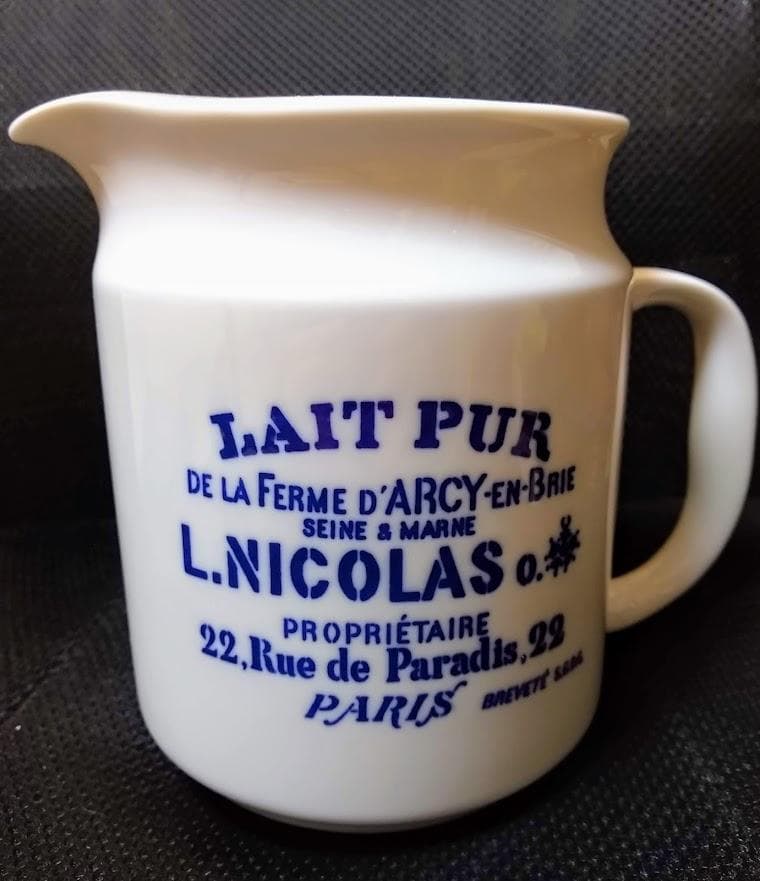 LAIT PUR
DE LA FERME D'ARCY-EN-BRIE
SEINE & MARNE
L.NICOLAS O.
PROPRIÉTAIRE
22, Rue de Paradis, 22
PARIS
BREVETÉ S.G.D.G.